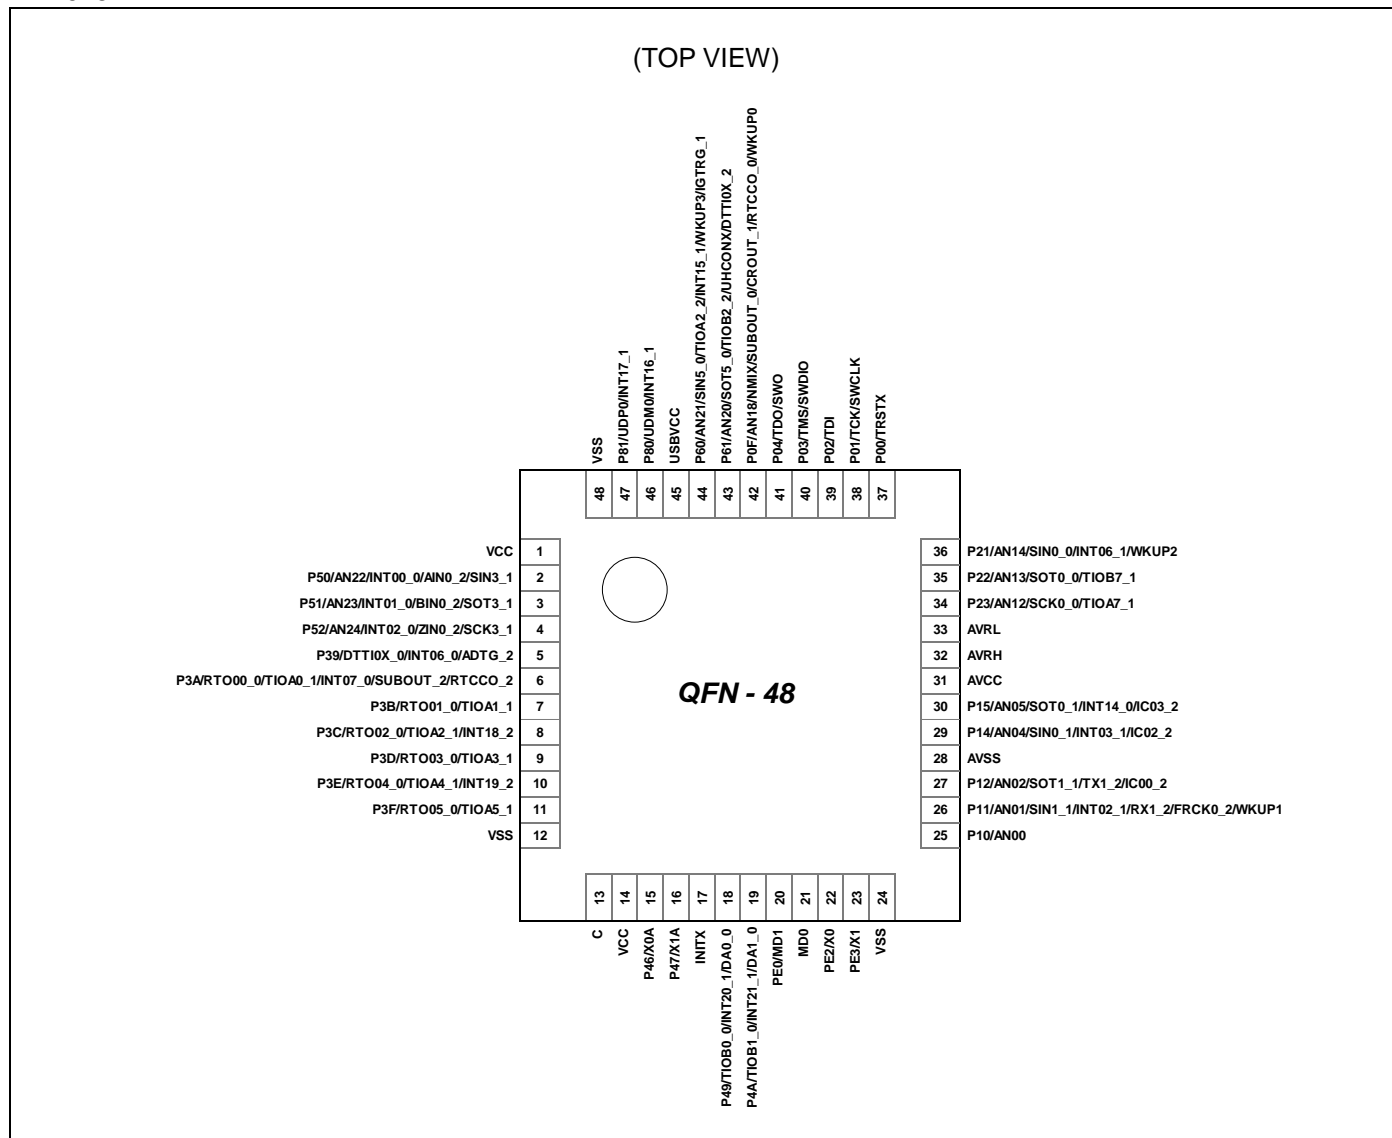 (TOP VIEW)
VSS
P81/UDP0/INT17_1
P80/UDM0/INT16_1
USBVCC
P60/AN21/SIN5_0/TIOA2_2/INT15_1/WKUP3/IGTRG_1
P61/AN20/SOT5_0/TIOB2_2/UHCONX/DTTI0X_2
P0F/AN18/NMIX/SUBOUT_0/CROUT_1/RTCCO_0/WKUP0
P04/TDO/SWO
P03/TMS/SWDIO
P02/TDI
P01/TCK/SWCLK
P00/TRSTX
48 47 46 45 44 43 42 41 40 39 38 37
VCC 1
P50/AN22/INT00_0/AIN0_2/SIN3_1 2
P51/AN23/INT01_0/BIN0_2/SOT3_1 3
P52/AN24/INT02_0/ZIN0_2/SCK3_1 4
P39/DTTI0X_0/INT06_0/ADTG_2 5
P3A/RTO00_0/TIOA0_1/INT07_0/SUBOUT_2/RTCCO_2 6
P3B/RTO01_0/TIOA1_1 7
P3C/RTO02_0/TIOA2_1/INT18_2 8
P3D/RTO03_0/TIOA3_1 9
P3E/RTO04_0/TIOA4_1/INT19_2 10
P3F/RTO05_0/TIOA5_1 11
VSS 12
QFN - 48
36 P21/AN14/SIN0_0/INT06_1/WKUP2
35 P22/AN13/SOT0_0/TIOB7_1
34 P23/AN12/SCK0_0/TIOA7_1
33 AVRL
32 AVRH
31 AVCC
30 P15/AN05/SOT0_1/INT14_0/IC03_2
29 P14/AN04/SIN0_1/INT03_1/IC02_2
28 AVSS
27 P12/AN02/SOT1_1/TX1_2/IC00_2
26 P11/AN01/SIN1_1/INT02_1/RX1_2/FRCK0_2/WKUP1
25 P10/AN00
13 14 15 16 17 18 19 20 21 22 23 24
C
VCC
P46/X0A
P47/X1A
INITX
P49/TIOB0_0/INT20_1/DA0_0
P4A/TIOB1_0/INT21_1/DA1_0
PE0/MD1
MD0
PE2/X0
PE3/X1
VSS